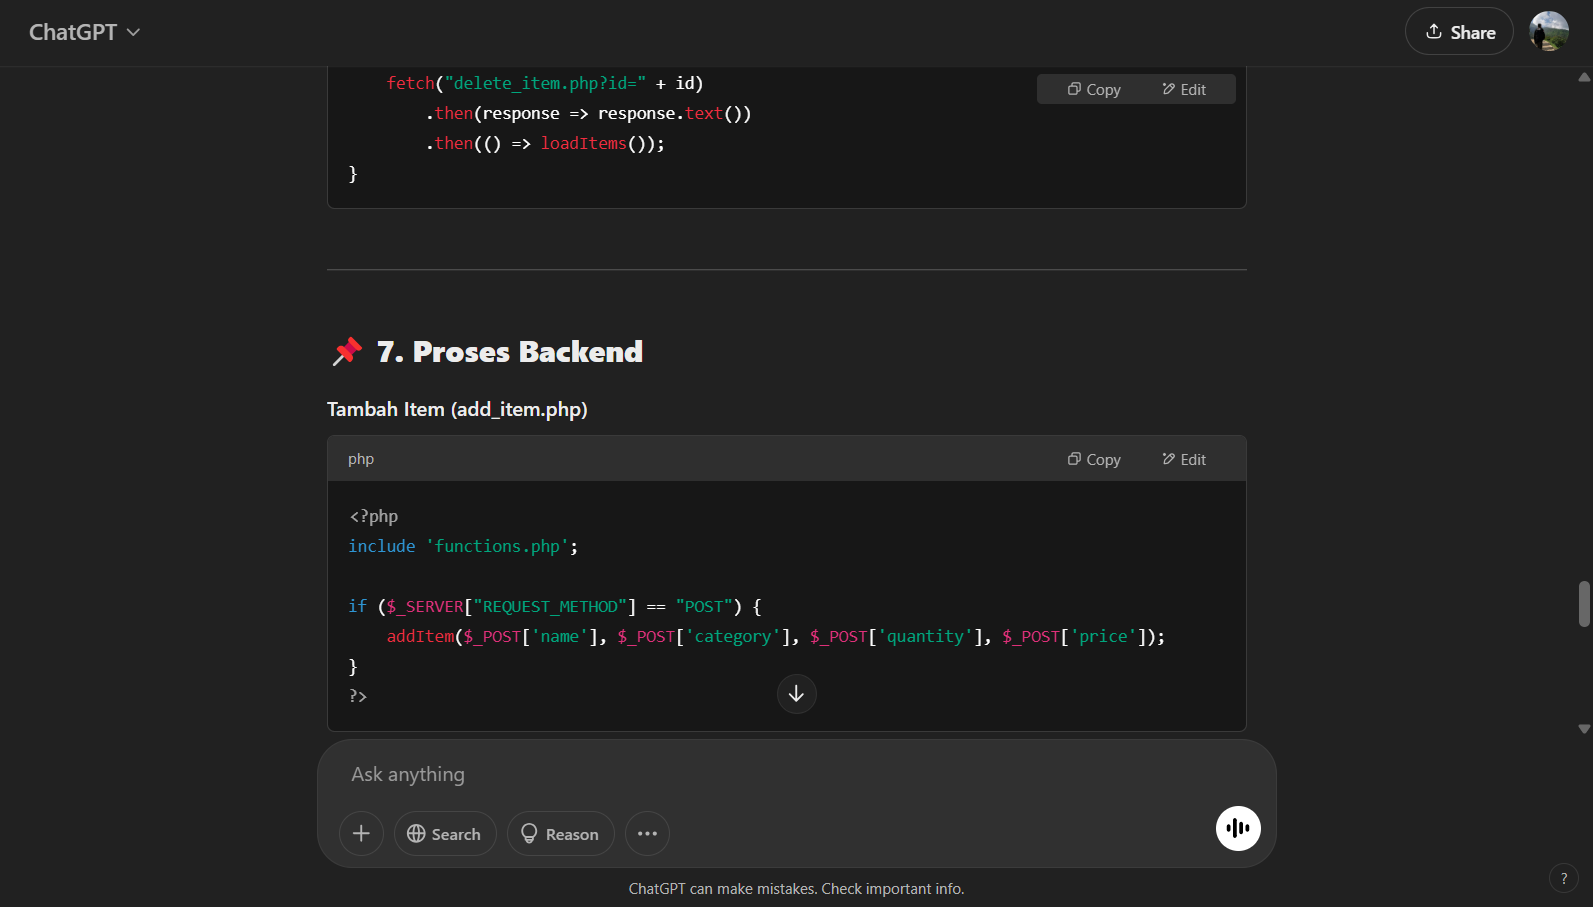 ChatGPT
Share
fetch("delete_item.php?id=" + id)
Copy
Edit
.then(response => response.text())
.then(() => loadItems());
}
7. Proses Backend
Tambah Item (add_item.php)
php
Copy
Edit
<?php
include 'functions.php';
if ($_SERVER["REQUEST_METHOD"] == "POST") {
addItem($_POST['name'], $_POST['category'], $_POST['quantity'], $_POST['price']);
}
?>
Ask anything
Search
Reason
ChatGPT can make mistakes. Check important info.
?